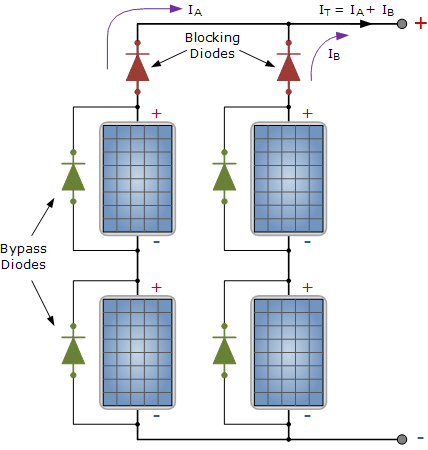 I_A
I_T = I_A + I_B
+
Blocking
Diodes
I_B
+
+
-
-
Bypass
Diodes
+
+
-
-
-